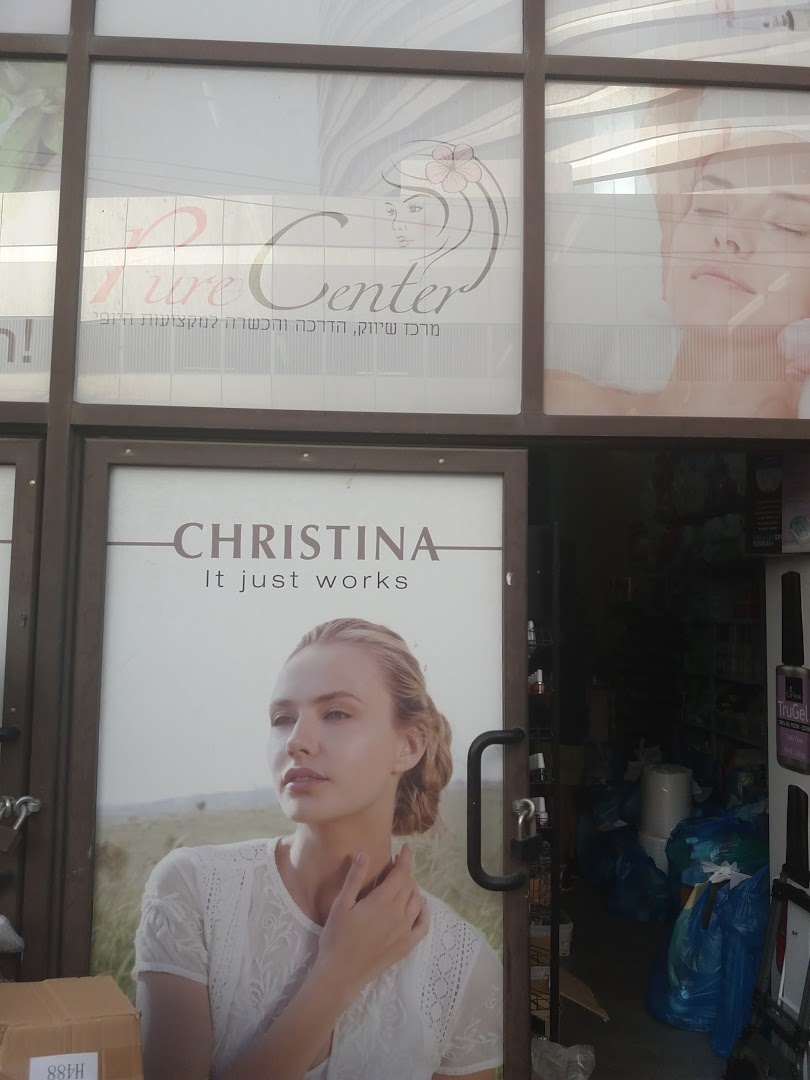 Pure Center
מרכז שיווק, הדרכה והכשרה למקצועות היופי
CHRISTINA
It just works
TruGel
H488